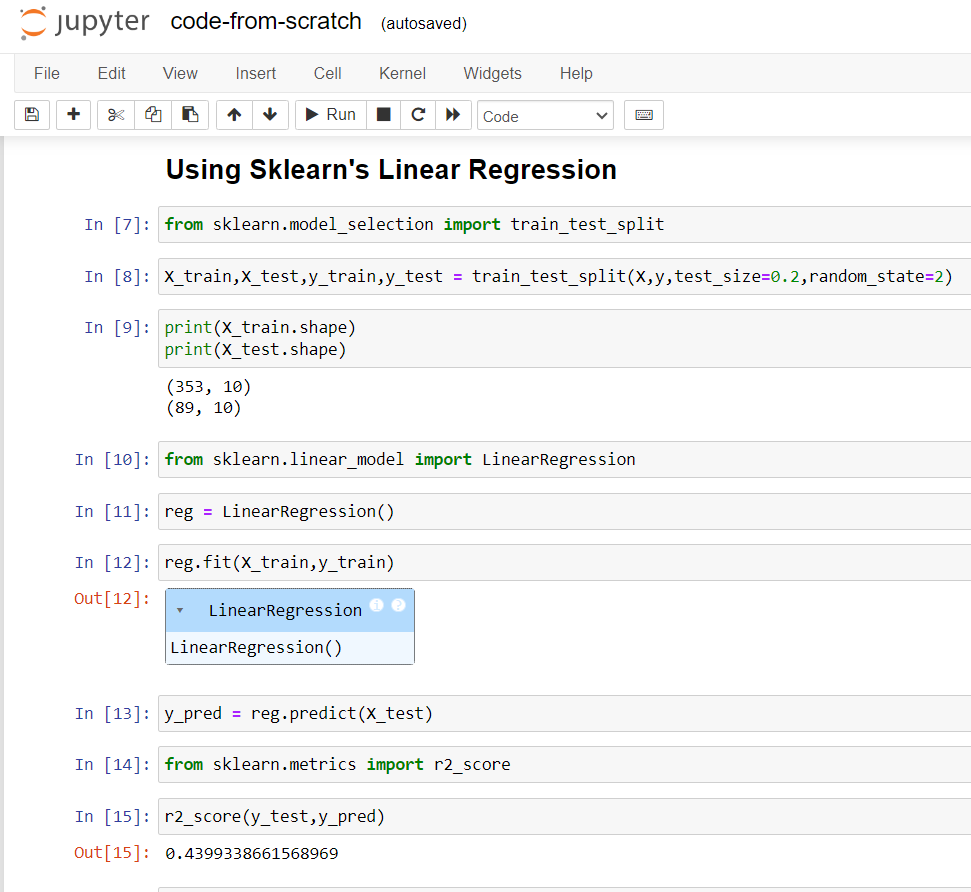 jupyter code-from-scratch (autosaved)
File Edit View Insert Cell Kernel Widgets Help
Run Code
Using Sklearn's Linear Regression
In [7]: from sklearn.model_selection import train_test_split
In [8]: X_train,X_test,y_train,y_test = train_test_split(X,y,test_size=0.2,random_state=2)
In [9]: print(X_train.shape)
print(X_test.shape)
(353, 10)
(89, 10)
In [10]: from sklearn.linear_model import LinearRegression
In [11]: reg = LinearRegression()
In [12]: reg.fit(X_train,y_train)
Out[12]:
▾ LinearRegression i ?
LinearRegression()
In [13]: y_pred = reg.predict(X_test)
In [14]: from sklearn.metrics import r2_score
In [15]: r2_score(y_test,y_pred)
Out[15]: 0.4399338661568969